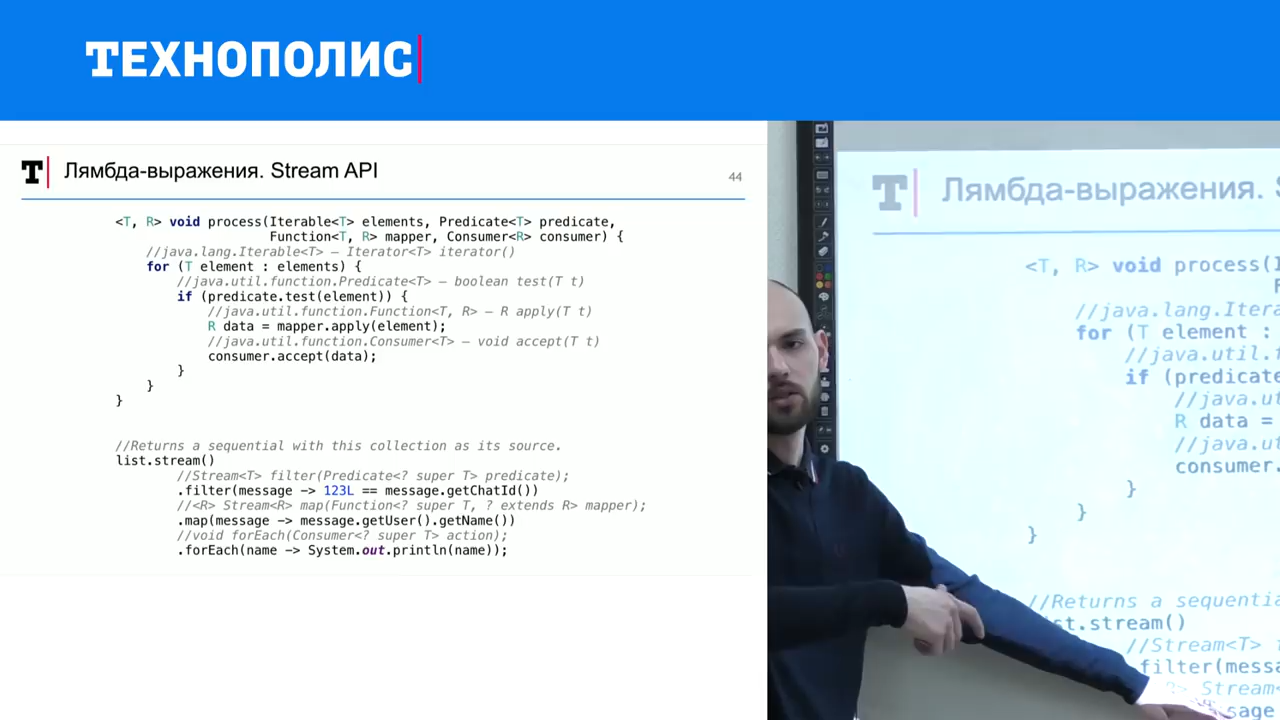 ТЕХНОПОЛИС
Т Лямбда-выражения. Stream API
44
<T, R> void process(Iterable<T> elements, Predicate<T> predicate,
Function<T, R> mapper, Consumer<R> consumer) {
//java.lang.Iterable<T> – Iterator<T> iterator()
for (T element : elements) {
//java.util.function.Predicate<T> – boolean test(T t)
if (predicate.test(element)) {
//java.util.function.Function<T, R> – R apply(T t)
R data = mapper.apply(element);
//java.util.function.Consumer<T> – void accept(T t)
consumer.accept(data);
}
}
}
//Returns a sequential with this collection as its source.
list.stream()
//Stream<T> filter(Predicate<? super T> predicate);
.filter(message -> 123L == message.getChatId())
//<R> Stream<R> map(Function<? super T, ? extends R> mapper);
.map(message -> message.getUser().getName())
//void forEach(Consumer<? super T> action);
.forEach(name -> System.out.println(name));
Т Лямбда-выражения.
<T, R> void process(
//java.lang.Itera
for (T element :
//java.util.
if (predicate
//java.ut
R data =
//java.ut
consumer.
}
}
}
//Returns a sequentia
st.stream()
//Stream<T>
.filter(messa
Stream<
sage